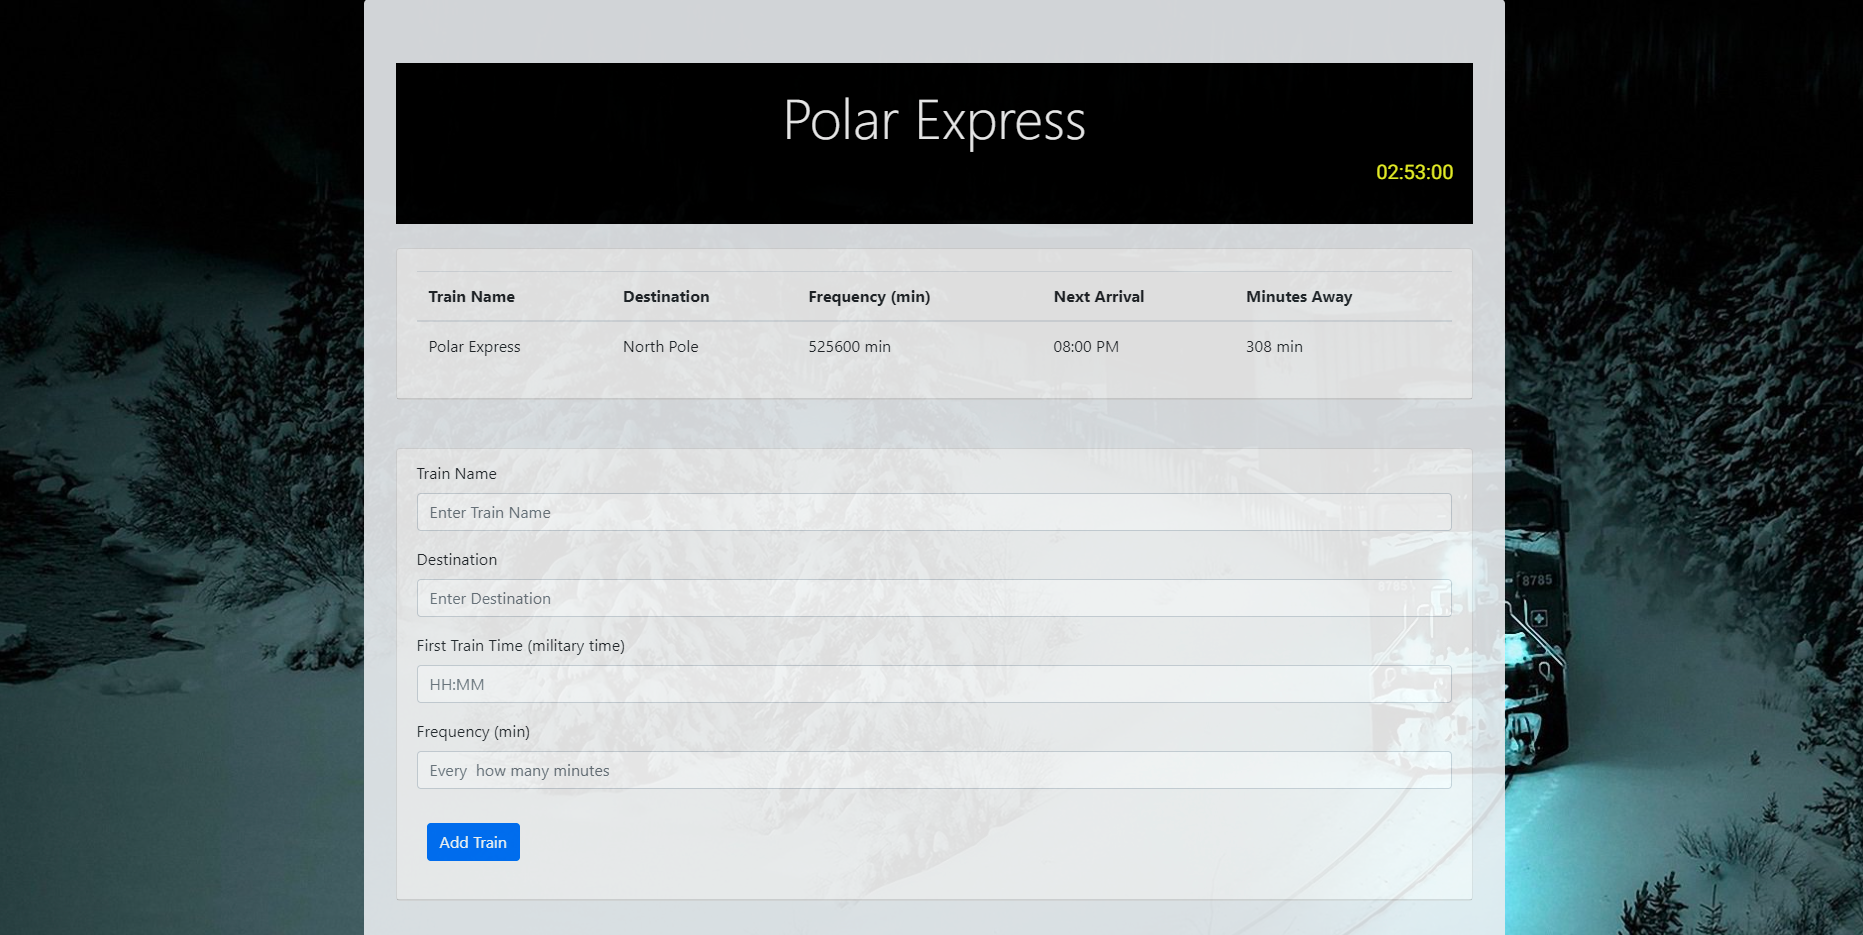 Polar Express
02:53:00
Train Name Destination Frequency (min) Next Arrival Minutes Away
Polar Express North Pole 525600 min 08:00 PM 308 min
Train Name
Enter Train Name
Destination
Enter Destination
First Train Time (military time)
HH:MM
Frequency (min)
Every  how many minutes
Add Train
8785
8785